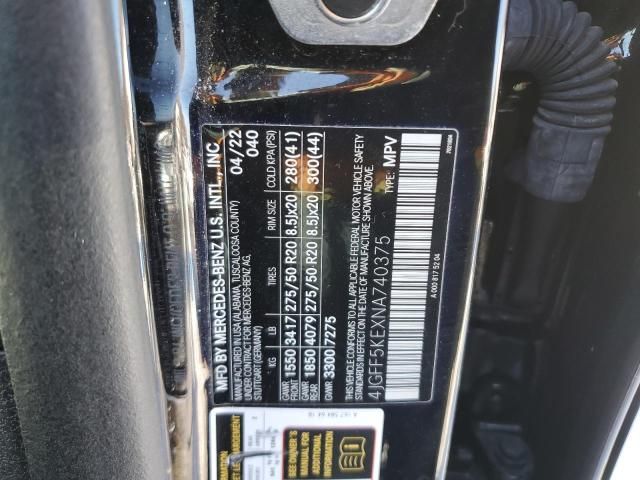 MFD BY MERCEDES-BENZ U.S. INTL., INC.
MANUFACTURED IN USA (ALABAMA, TUSCALOOSA COUNTY) 04/22
UNDER CONTRACT FOR MERCEDES-BENZ AG, 040
STUTTGART (GERMANY)
KG LB TIRES RIM SIZE COLD KPA (PSI)
GAWR FRONT 1550 3417 275/50 R20 8.5Jx20 280(41)
GAWR REAR 1850 4079 275/50 R20 8.5Jx20 300(44)
GVWR 3300 7275
THIS VEHICLE CONFORMS TO ALL APPLICABLE FEDERAL MOTOR VEHICLE SAFETY
STANDARDS IN EFFECT ON THE DATE OF MANUFACTURE SHOWN ABOVE.
4JGFF5KEXNA740375 MPV
A 000 817 52 04
SEE OWNER'S
MANUAL FOR
ADDITIONAL
INFORMATION